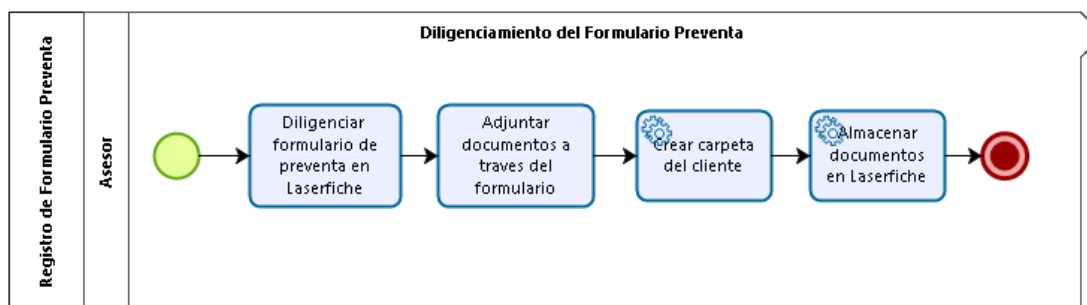 Diligenciamiento del Formulario Preventa
Registro de Formulario Preventa
Asesor
Diligenciar
formulario de
preventa en
Laserfiche
Adjuntar
documentos a
traves del
formulario
Crear carpeta
del cliente
Almacenar
documentos
en Laserfiche